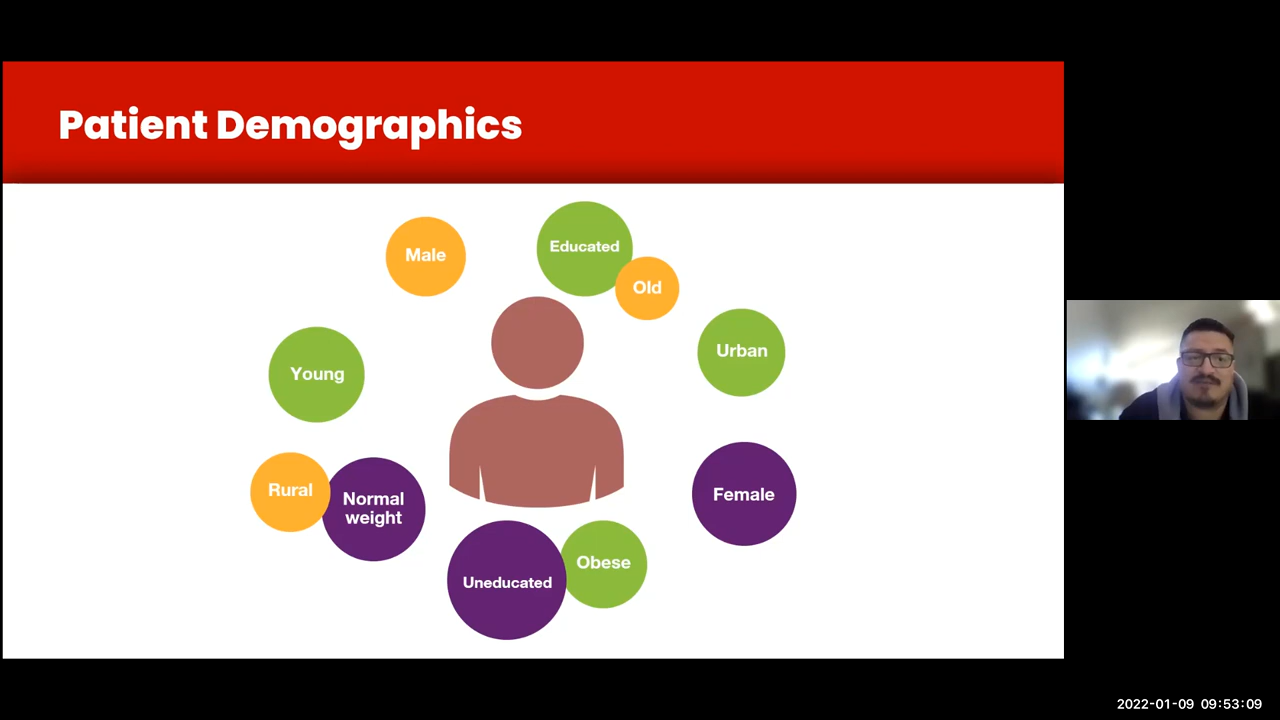 Patient Demographics
Male
Educated
Old
Urban
Young
Rural
Normal
weight
Female
Uneducated
Obese
2022-01-09 09:53:09